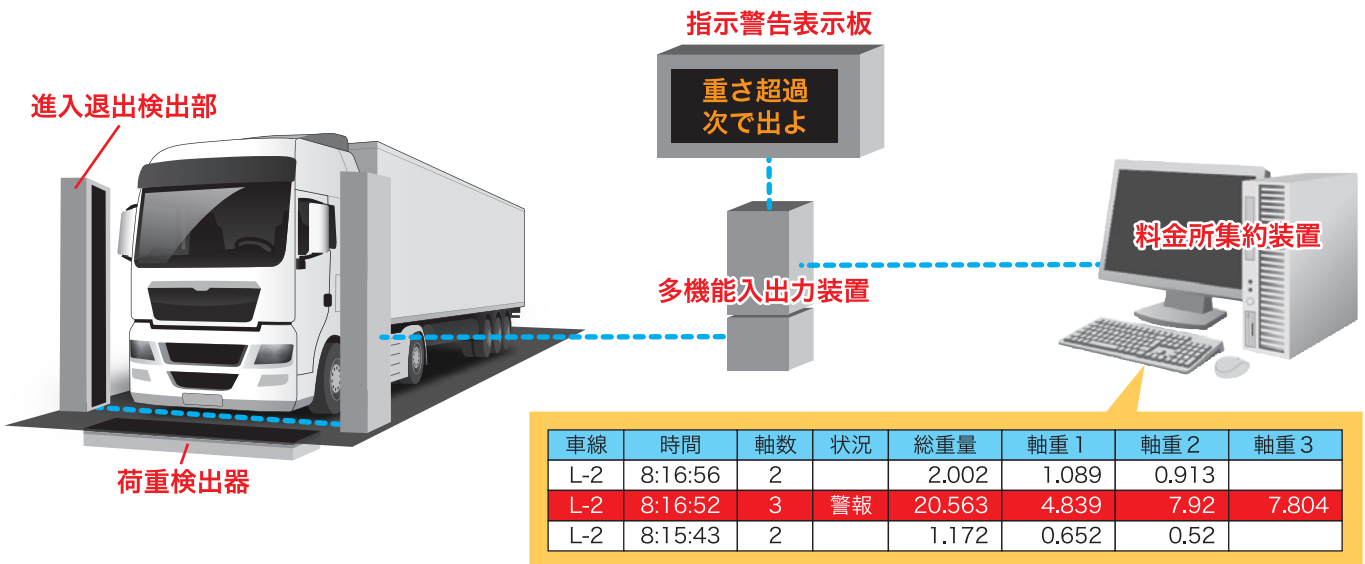 指示警告表示板
重さ超過
次で出よ
進入退出検出部
料金所集約装置
多機能入出力装置
荷重検出器
車線 時間 軸数 状況 総重量 軸重1 軸重2 軸重3
L-2 8:16:56 2 2.002 1.089 0.913
L-2 8:16:52 3 警報 20.563 4.839 7.92 7.804
L-2 8:15:43 2 1.172 0.652 0.52